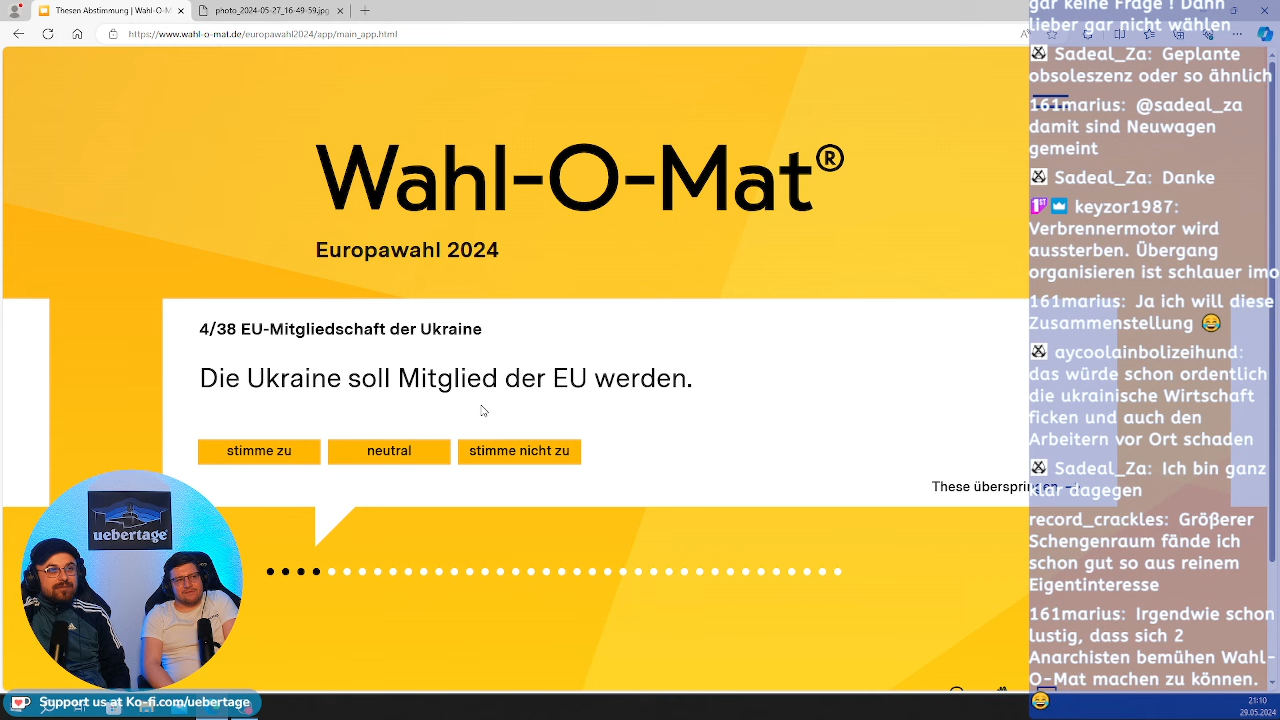 Thesen Abstimmung | Wahl-O-M
photo_2024-05-27_16-49-59.jpg
https://www.wahl-o-mat.de/europawahl2024/app/main_app.html
Wahl-O-Mat®
Europawahl 2024
4/38 EU-Mitgliedschaft der Ukraine
Die Ukraine soll Mitglied der EU werden.
stimme zu
neutral
stimme nicht zu
These überspringen
uebertage
Support us at Ko-fi.com/uebertage
gar keine Frage ! Dann
lieber gar nicht wählen
Sadeal_Za: Geplante
obsoleszenz oder so ähnlich
161marius: @sadeal_za
damit sind Neuwagen
gemeint
Sadeal_Za: Danke
1ST keyzor1987:
Verbrennermotor wird
aussterben. Übergang
organisieren ist schlauer imo
161marius: Ja ich will diese
Zusammenstellung 😂
aycoolainbolizeihund:
das würde schon ordentlich
die ukrainische Wirtschaft
ficken und auch den
Arbeitern vor Ort schaden
Sadeal_Za: Ich bin ganz
klar dagegen
record_crackles: Größerer
Schengenraum fände ich
schon gut so aus reinem
Eigentinteresse
161marius: Irgendwie schon
lustig, dass sich 2
Anarchisten bemühen Wahl-
O-Mat machen zu können.
😂
21:10
29.05.2024